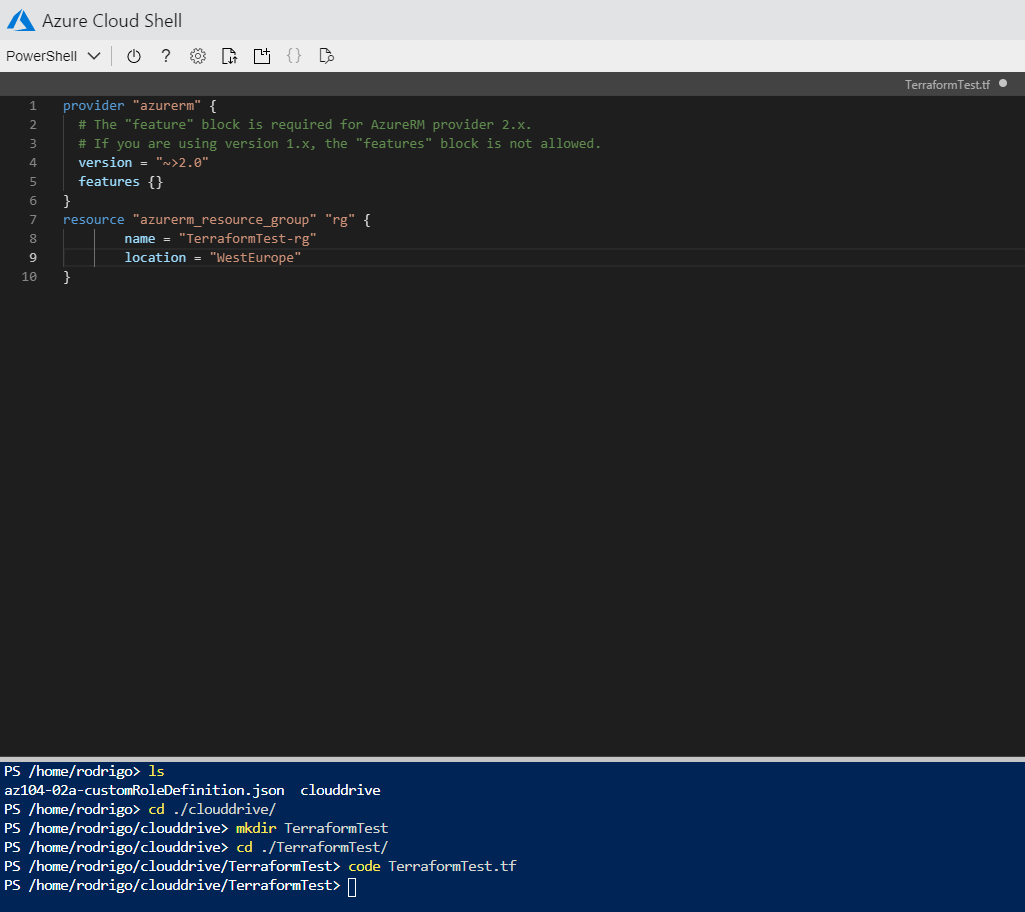 Azure Cloud Shell
PowerShell ? {}
TerraformTest.tf
1 provider "azurerm" {
2 # The "feature" block is required for AzureRM provider 2.x.
3 # If you are using version 1.x, the "features" block is not allowed.
4 version = "~>2.0"
5 features {}
6 }
7 resource "azurerm_resource_group" "rg" {
8 name = "TerraformTest-rg"
9 location = "WestEurope"
10 }
PS /home/rodrigo> ls
az104-02a-customRoleDefinition.json clouddrive
PS /home/rodrigo> cd ./clouddrive/
PS /home/rodrigo/clouddrive> mkdir TerraformTest
PS /home/rodrigo/clouddrive> cd ./TerraformTest/
PS /home/rodrigo/clouddrive/TerraformTest> code TerraformTest.tf
PS /home/rodrigo/clouddrive/TerraformTest>